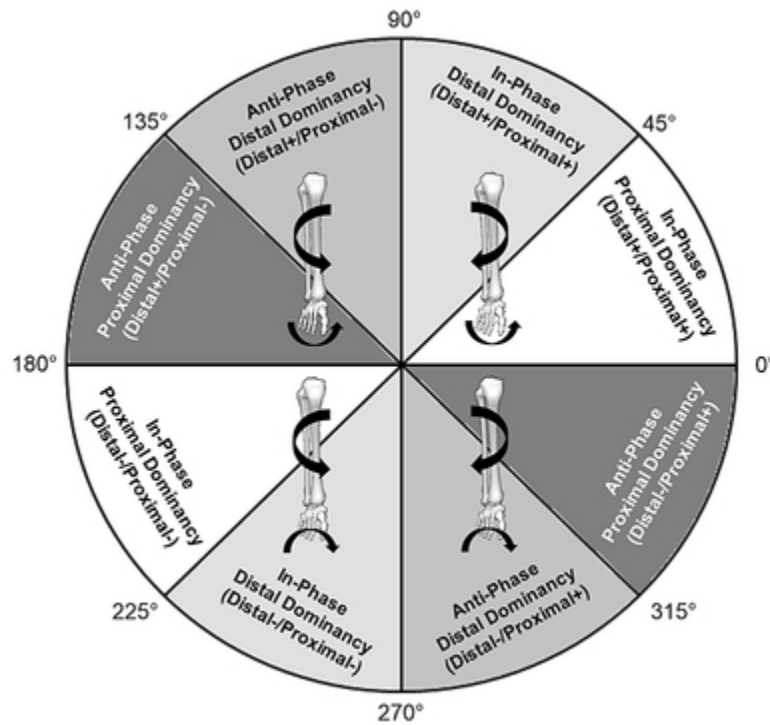 90°
Anti-Phase
Distal Dominancy
(Distal+/Proximal-)
In-Phase
Distal Dominancy
(Distal+/Proximal+)
135°
45°
Anti-Phase
Proximal Dominancy
(Distal+/Proximal-)
In-Phase
Proximal Dominancy
(Distal+/Proximal+)
180°
0°
In-Phase
Proximal Dominancy
(Distal-/Proximal-)
Anti-Phase
Proximal Dominancy
(Distal-/Proximal+)
In-Phase
Distal Dominancy
(Distal-/Proximal-)
Anti-Phase
Distal Dominancy
(Distal-/Proximal+)
225°
315°
270°